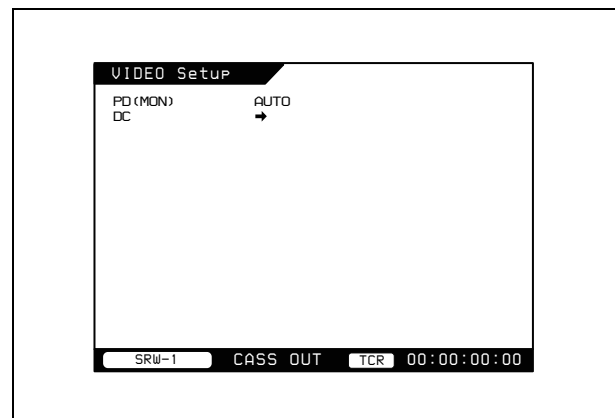 VIDEO Setup
PD(MON) AUTO
DC ➔
SRW-1 CASS OUT TCR 00:00:00:00